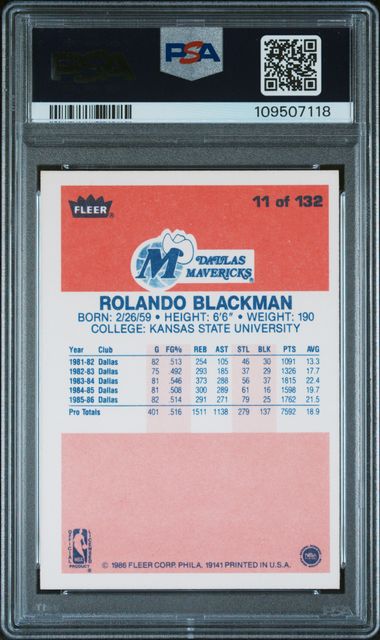 PSA
PSA
109507118
FLEER
11 of 132
M DALLAS
MAVERICKS
ROLANDO BLACKMAN
BORN: 2/26/59 • HEIGHT: 6'6" • WEIGHT: 190
COLLEGE: KANSAS STATE UNIVERSITY
Year Club G FG% REB AST STL BLK PTS AVG
1981-82 Dallas 82 .513 254 105 46 30 1091 13.3
1982-83 Dallas 75 .492 293 185 37 29 1326 17.7
1983-84 Dallas 81 .546 373 288 56 37 1815 22.4
1984-85 Dallas 81 .508 300 289 61 16 1598 19.7
1985-86 Dallas 82 .514 291 271 79 25 1762 21.5
Pro Totals 401 .516 1511 1138 279 137 7592 18.9
OFFICIAL NBA PRODUCT
© 1986 FLEER CORP. PHILA. 19141 PRINTED IN U.S.A.
PSA